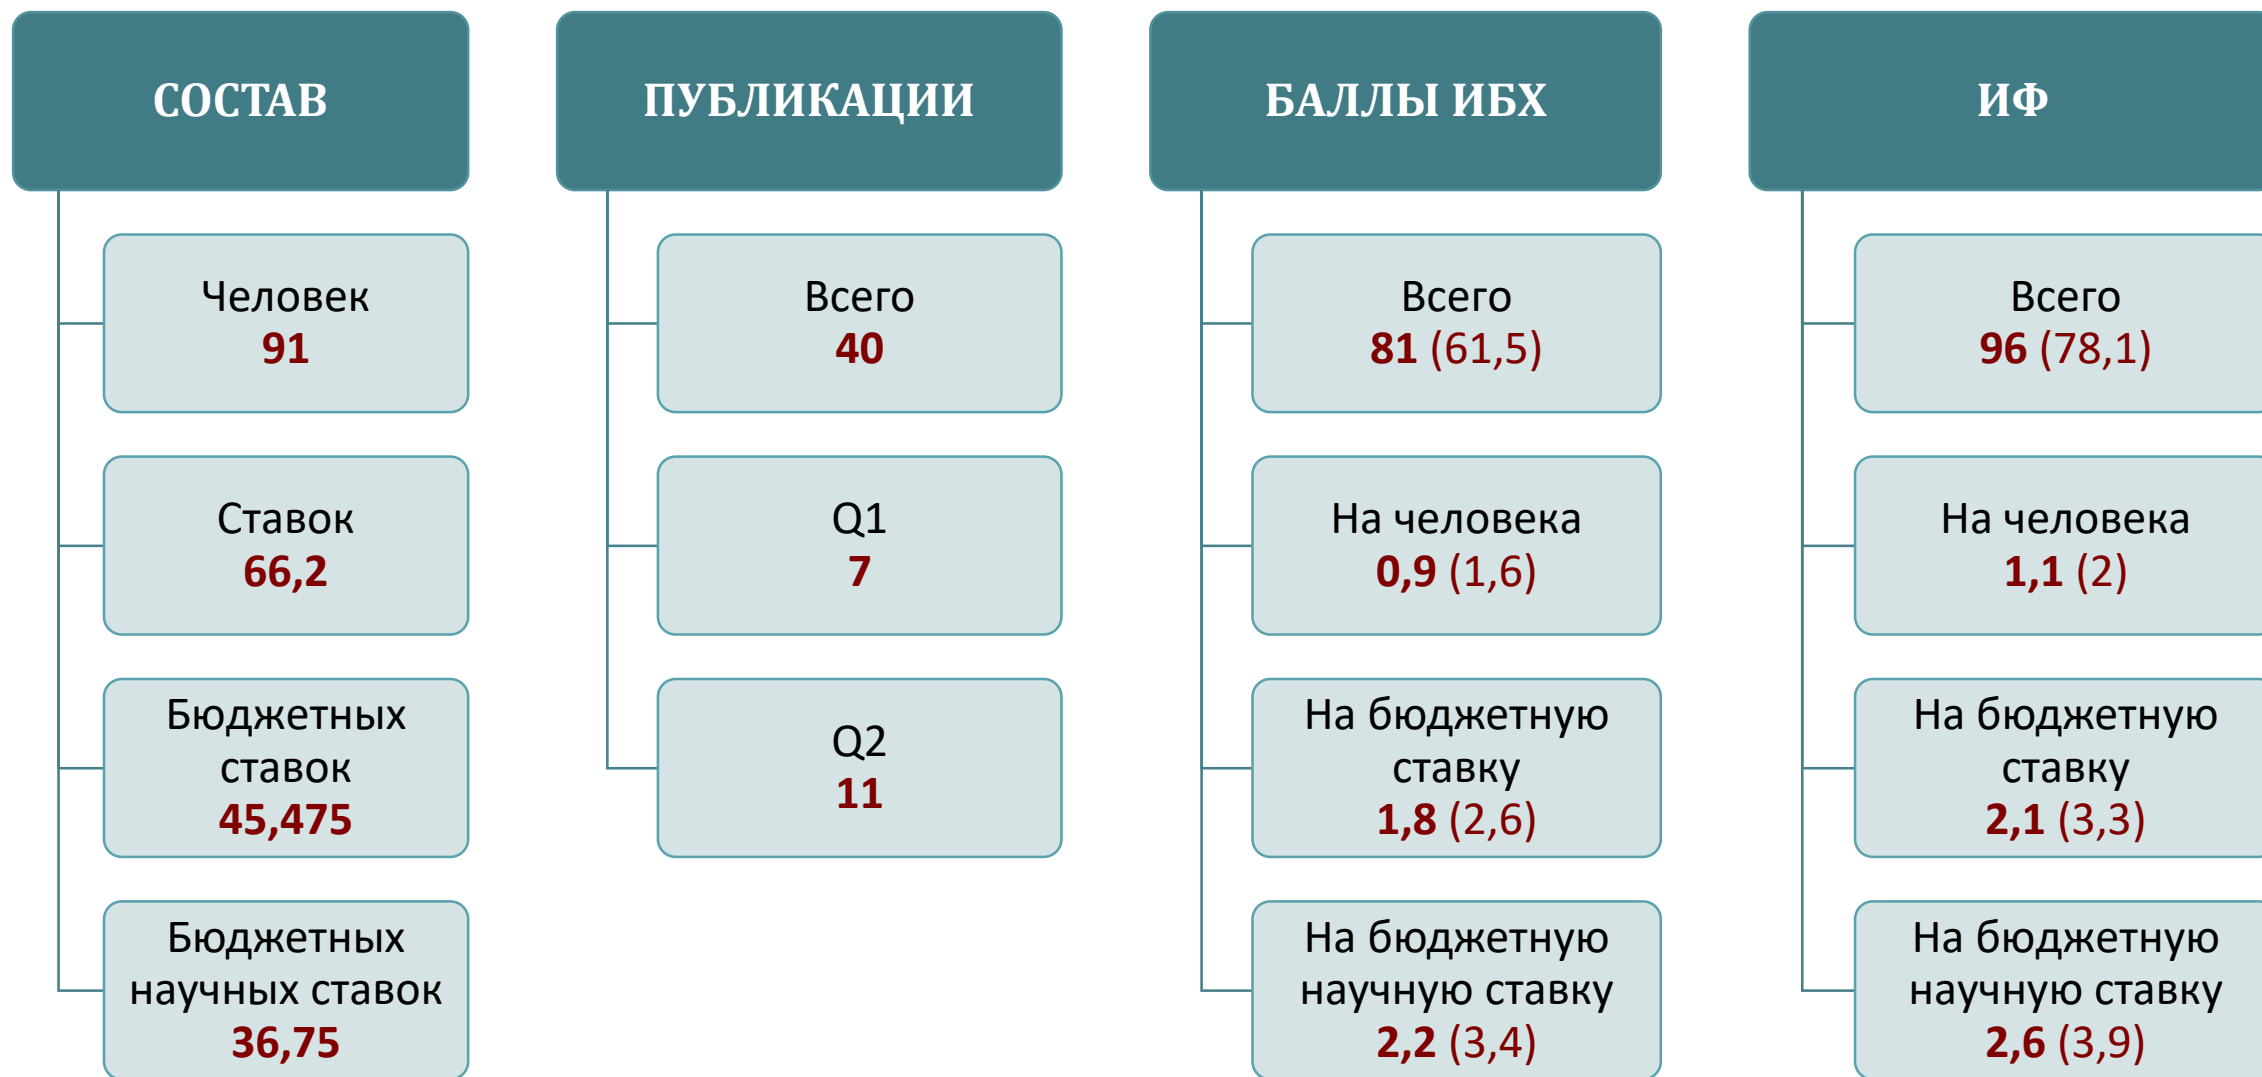 СОСТАВ
Человек
91
Ставок
66,2
Бюджетных
ставок
45,475
Бюджетных
научных ставок
36,75
ПУБЛИКАЦИИ
Всего
40
Q1
7
Q2
11
БАЛЛЫ ИБХ
Всего
81 (61,5)
На человека
0,9 (1,6)
На бюджетную
ставку
1,8 (2,6)
На бюджетную
научную ставку
2,2 (3,4)
ИФ
Всего
96 (78,1)
На человека
1,1 (2)
На бюджетную
ставку
2,1 (3,3)
На бюджетную
научную ставку
2,6 (3,9)